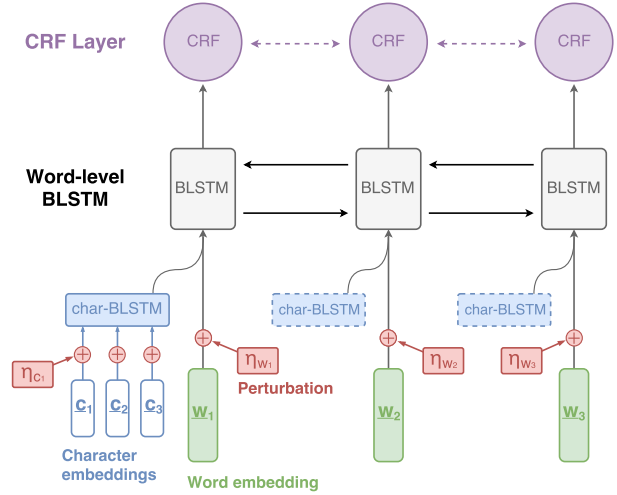 CRF Layer
CRF
CRF
CRF
Word-level
BLSTM
BLSTM
BLSTM
BLSTM
char-BLSTM
char-BLSTM
char-BLSTM
ηc₁
ηw₁
ηw₂
ηw₃
Perturbation
c₁
c₂
c₃
w₁
w₂
w₃
Character
embeddings
Word embedding